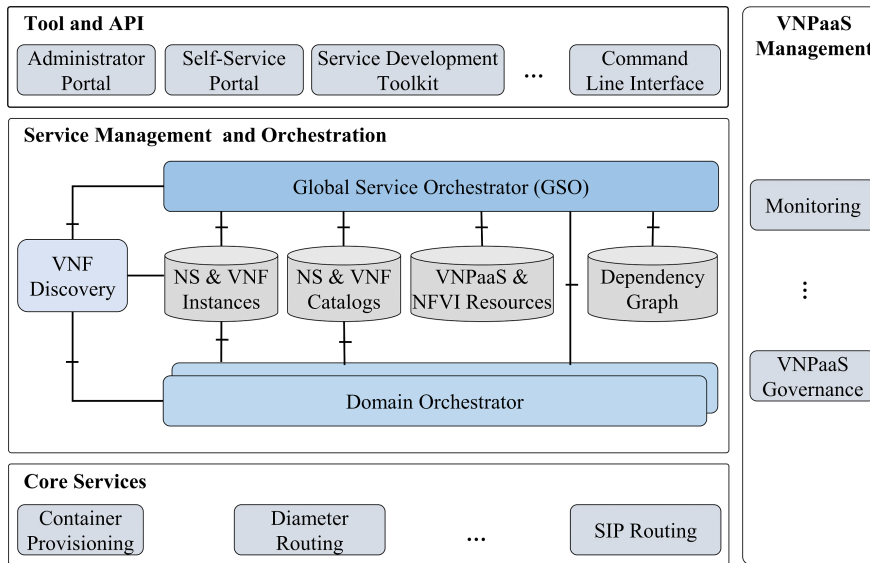 Tool and API
Administrator
Portal
Self-Service
Portal
Service Development
Toolkit
...
Command
Line Interface
Service Management and Orchestration
Global Service Orchestrator (GSO)
VNF
Discovery
NS & VNF
Instances
NS & VNF
Catalogs
VNPaaS &
NFVI Resources
Dependency
Graph
Domain Orchestrator
Core Services
Container
Provisioning
Diameter
Routing
...
SIP Routing
VNPaaS
Management
Monitoring
...
VNPaaS
Governance